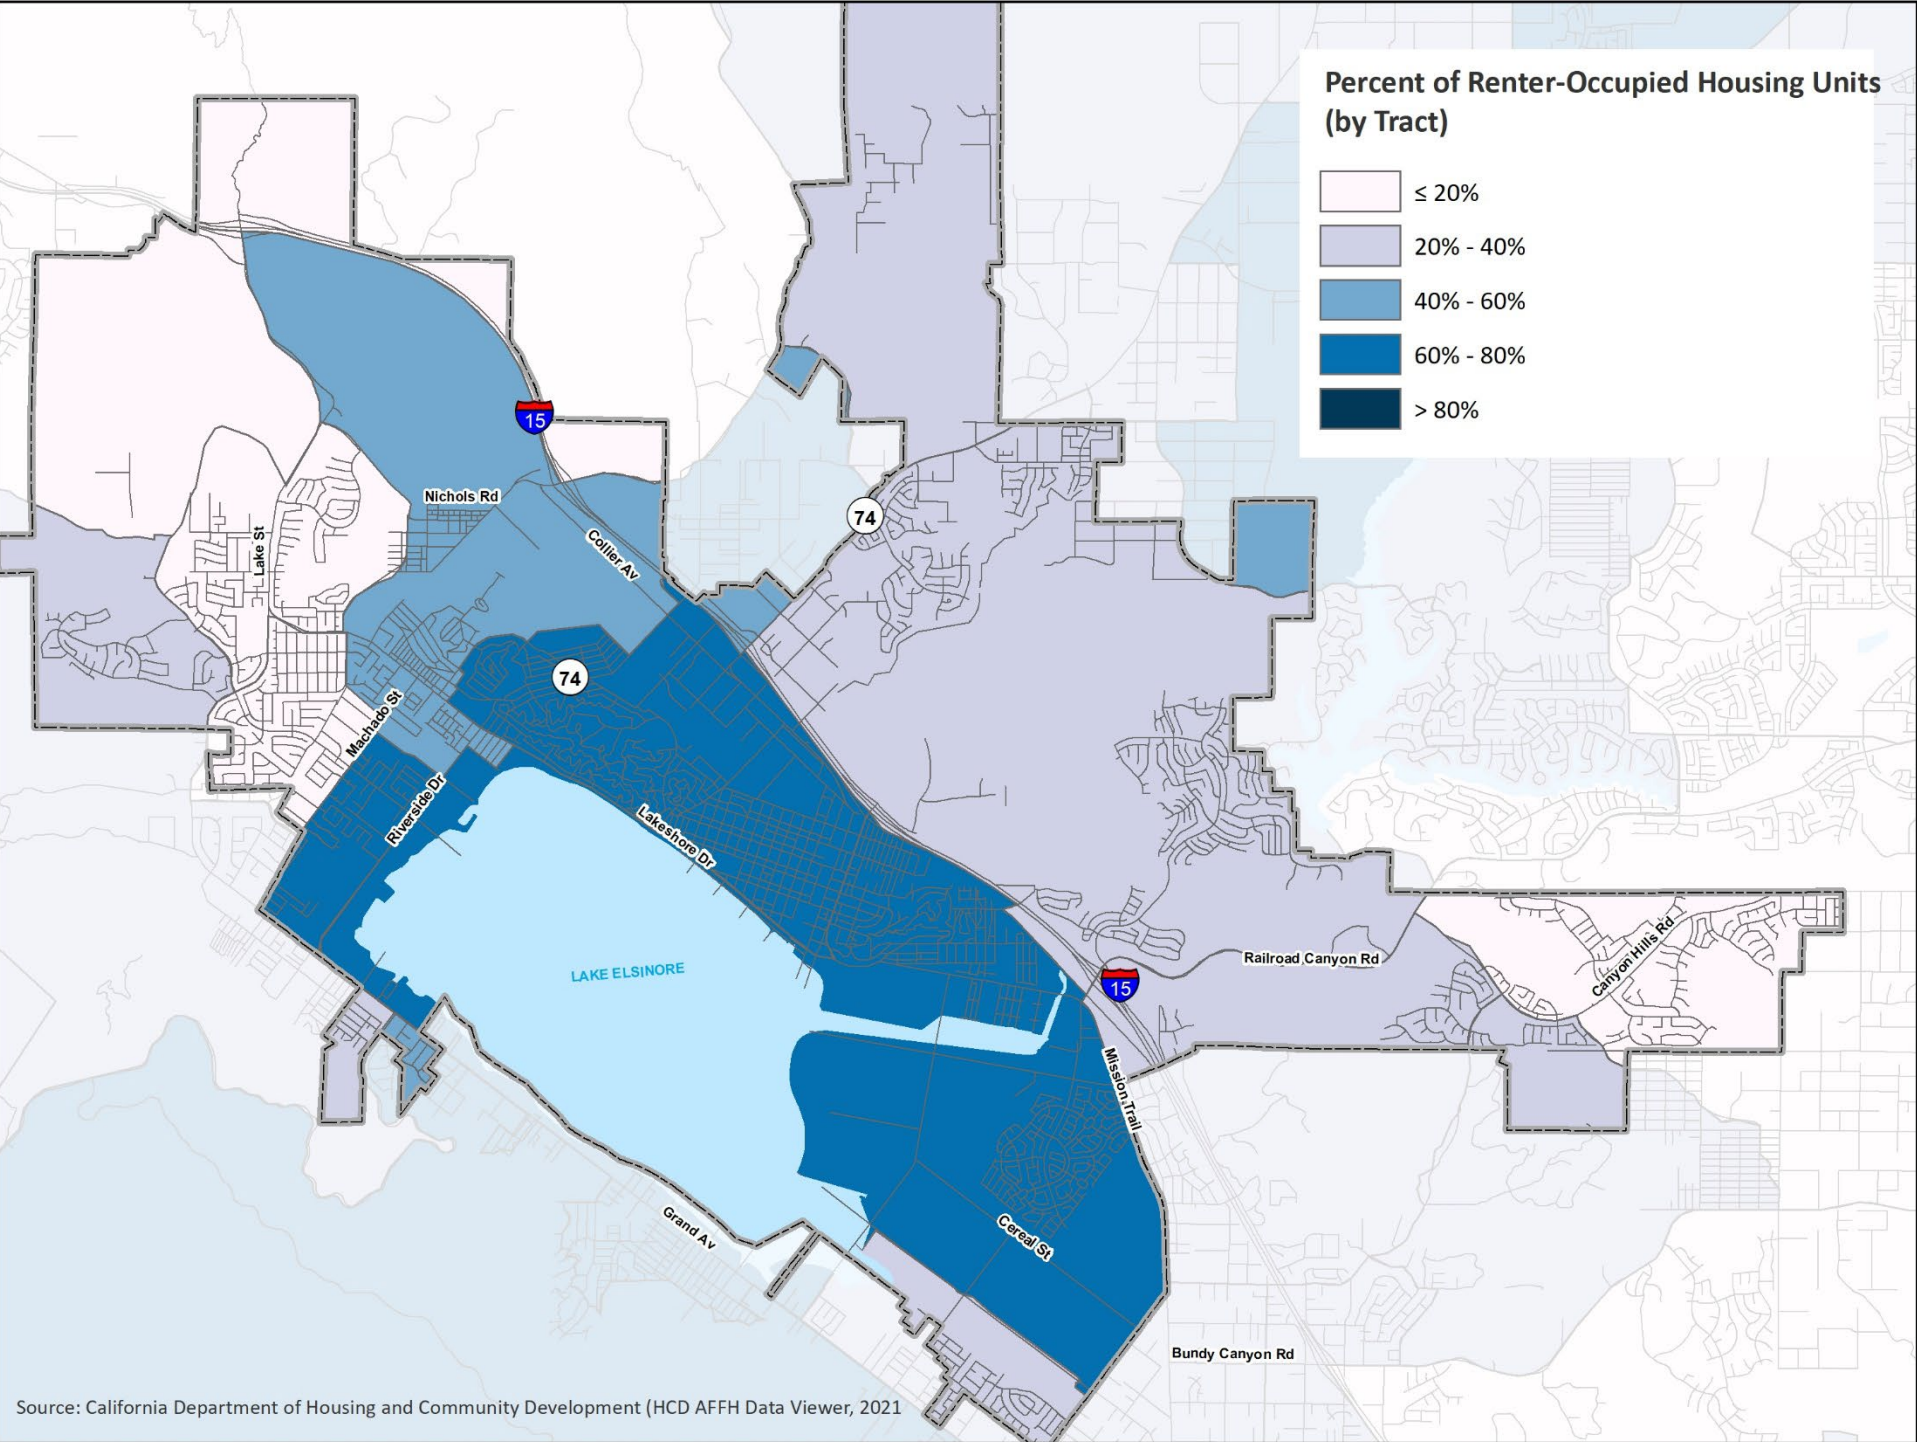 Percent of Renter-Occupied Housing Units
(by Tract)
≤ 20%
20% - 40%
40% - 60%
60% - 80%
> 80%
15
Nichols Rd
74
Collier Av
Lake St
74
Machado St
Riverside Dr
Lakeshore Dr
LAKE ELSINORE
Railroad Canyon Rd
Canyon Hills Rd
15
Mission Trail
Grand Av
Cereal St
Bundy Canyon Rd
Source: California Department of Housing and Community Development (HCD AFFH Data Viewer, 2021